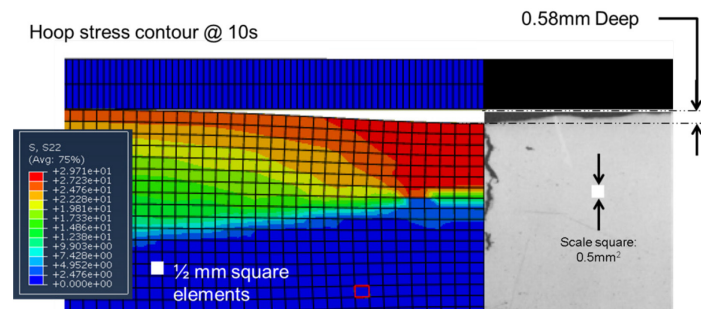 0.58mm Deep
Hoop stress contour @ 10s
S, S22
(Avg: 75%)
+2.971e+01
+2.723e+01
+2.476e+01
+2.228e+01
+1.981e+01
+1.733e+01
+1.486e+01
+1.238e+01
+9.903e+00
+7.428e+00
+4.952e+00
+2.476e+00
+0.000e+00
½ mm square
elements
Scale square:
0.5mm²